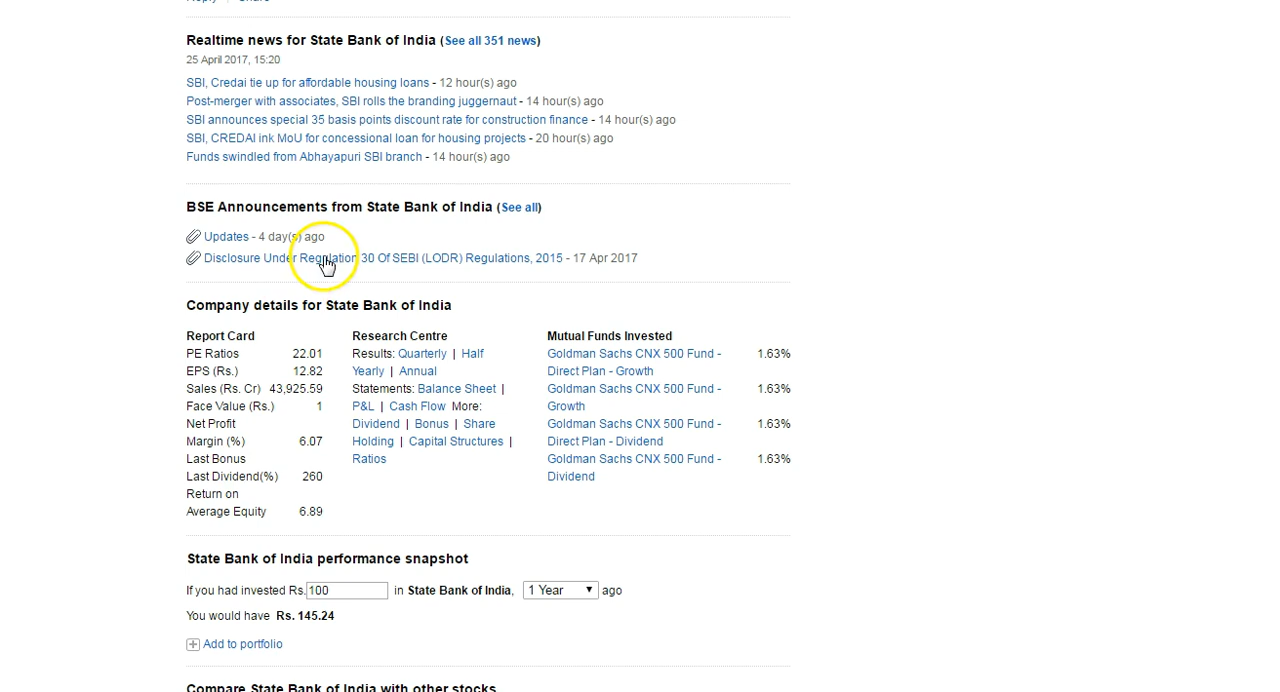 Reply | Share
Realtime news for State Bank of India (See all 351 news)
25 April 2017, 15:20
SBI, Credai tie up for affordable housing loans - 12 hour(s) ago
Post-merger with associates, SBI rolls the branding juggernaut - 14 hour(s) ago
SBI announces special 35 basis points discount rate for construction finance - 14 hour(s) ago
SBI, CREDAI ink MoU for concessional loan for housing projects - 20 hour(s) ago
Funds swindled from Abhayapuri SBI branch - 14 hour(s) ago
BSE Announcements from State Bank of India (See all)
Updates - 4 day(s) ago
Disclosure Under Regulation 30 Of SEBI (LODR) Regulations, 2015 - 17 Apr 2017
Company details for State Bank of India
Report Card
PE Ratios 22.01
EPS (Rs.) 12.82
Sales (Rs. Cr) 43,925.59
Face Value (Rs.) 1
Net Profit
Margin (%) 6.07
Last Bonus
Last Dividend(%) 260
Return on
Average Equity 6.89
Research Centre
Results: Quarterly | Half
Yearly | Annual
Statements: Balance Sheet |
P&L | Cash Flow More:
Dividend | Bonus | Share
Holding | Capital Structures |
Ratios
Mutual Funds Invested
Goldman Sachs CNX 500 Fund - 1.63%
Direct Plan - Growth
Goldman Sachs CNX 500 Fund - 1.63%
Growth
Goldman Sachs CNX 500 Fund - 1.63%
Direct Plan - Dividend
Goldman Sachs CNX 500 Fund - 1.63%
Dividend
State Bank of India performance snapshot
If you had invested Rs. 100 in State Bank of India, 1 Year ago
You would have Rs. 145.24
Add to portfolio
Compare State Bank of India with other stocks